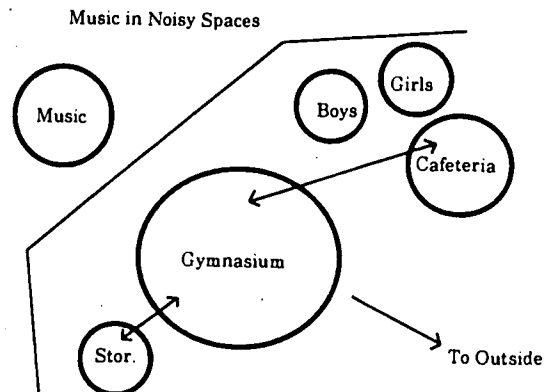 Music in Noisy Spaces
Music
Boys
Girls
Cafeteria
Gymnasium
Stor.
To Outside